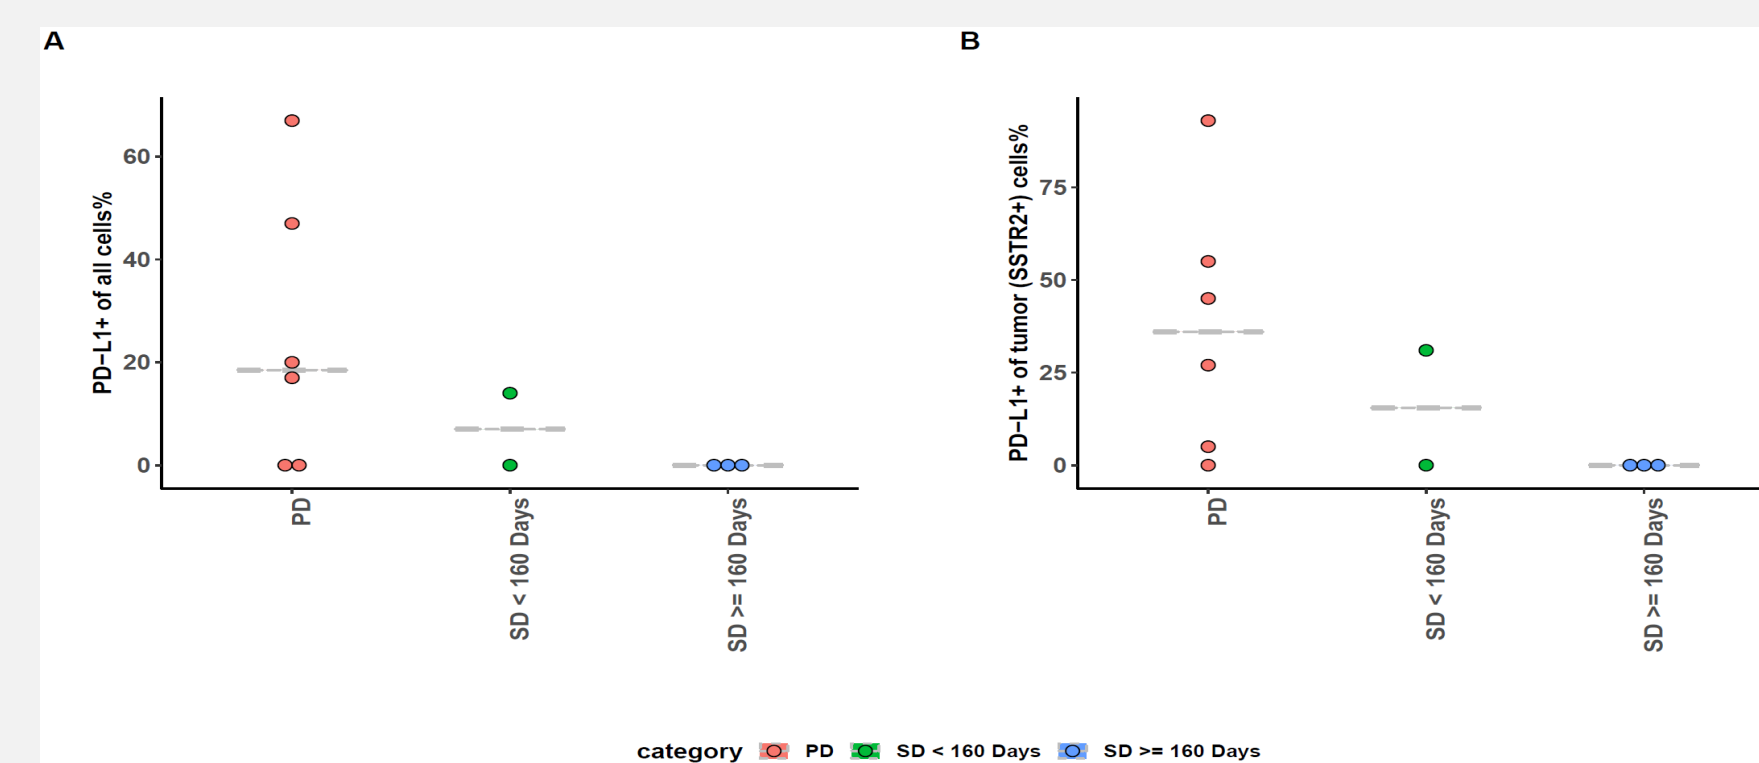 A
PD−L1+ of all cells%
60
40
20
0
PD
SD < 160 Days
SD >= 160 Days
B
PD−L1+ of tumor (SSTR2+) cells%
75
50
25
0
PD
SD < 160 Days
SD >= 160 Days
category PD SD < 160 Days SD >= 160 Days